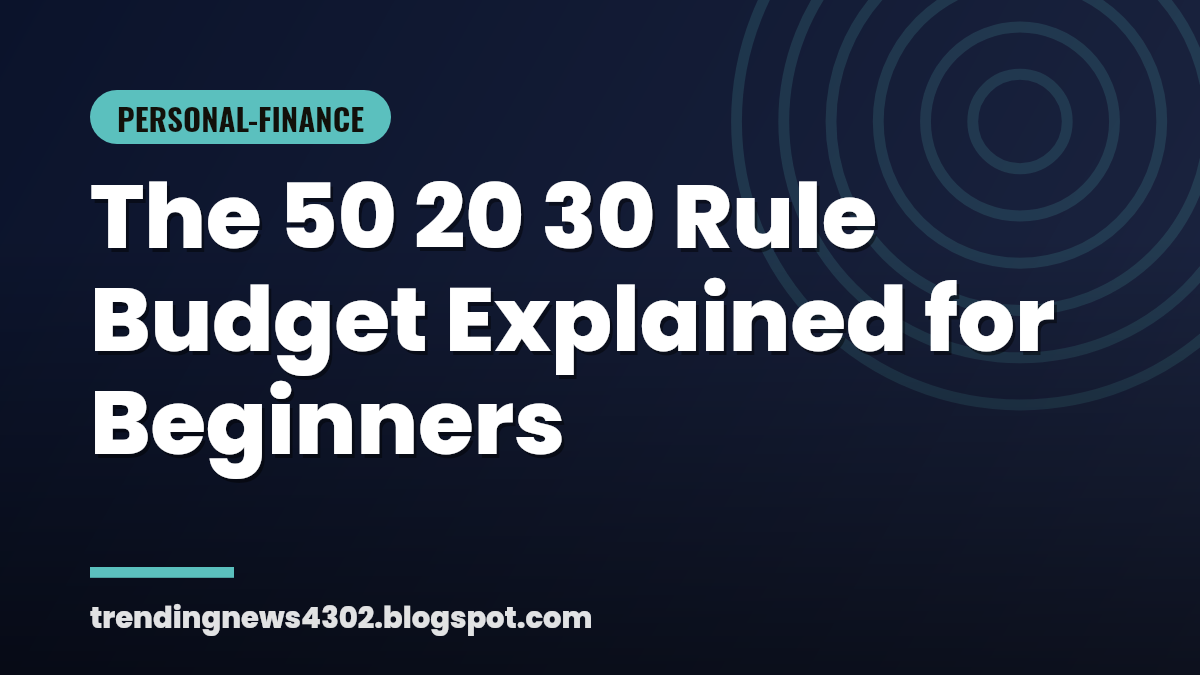 PERSONAL-FINANCE
The 50 20 30 Rule
Budget Explained for
Beginners
trendingnews4302.blogspot.com